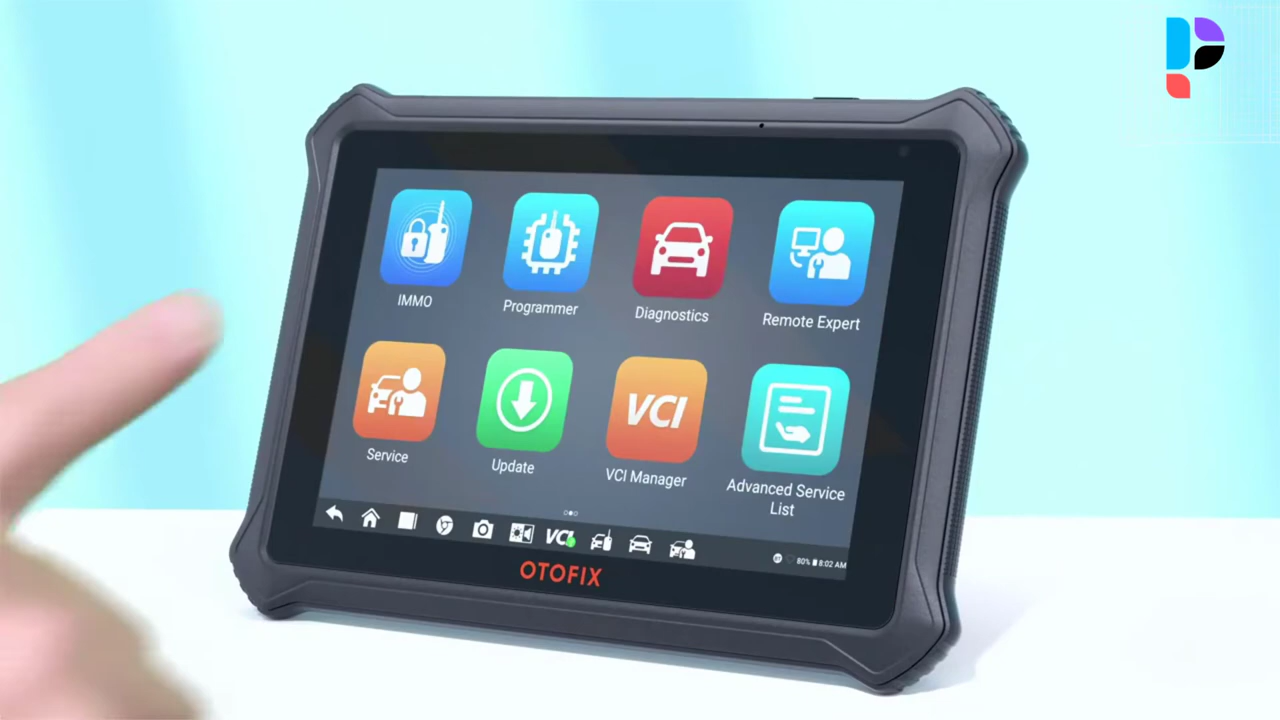 IMMO
Programmer
Diagnostics
Remote Expert
Service
Update
VCI
VCI Manager
Advanced Service
List
VCI
80% 8:02 AM
OTOFIX